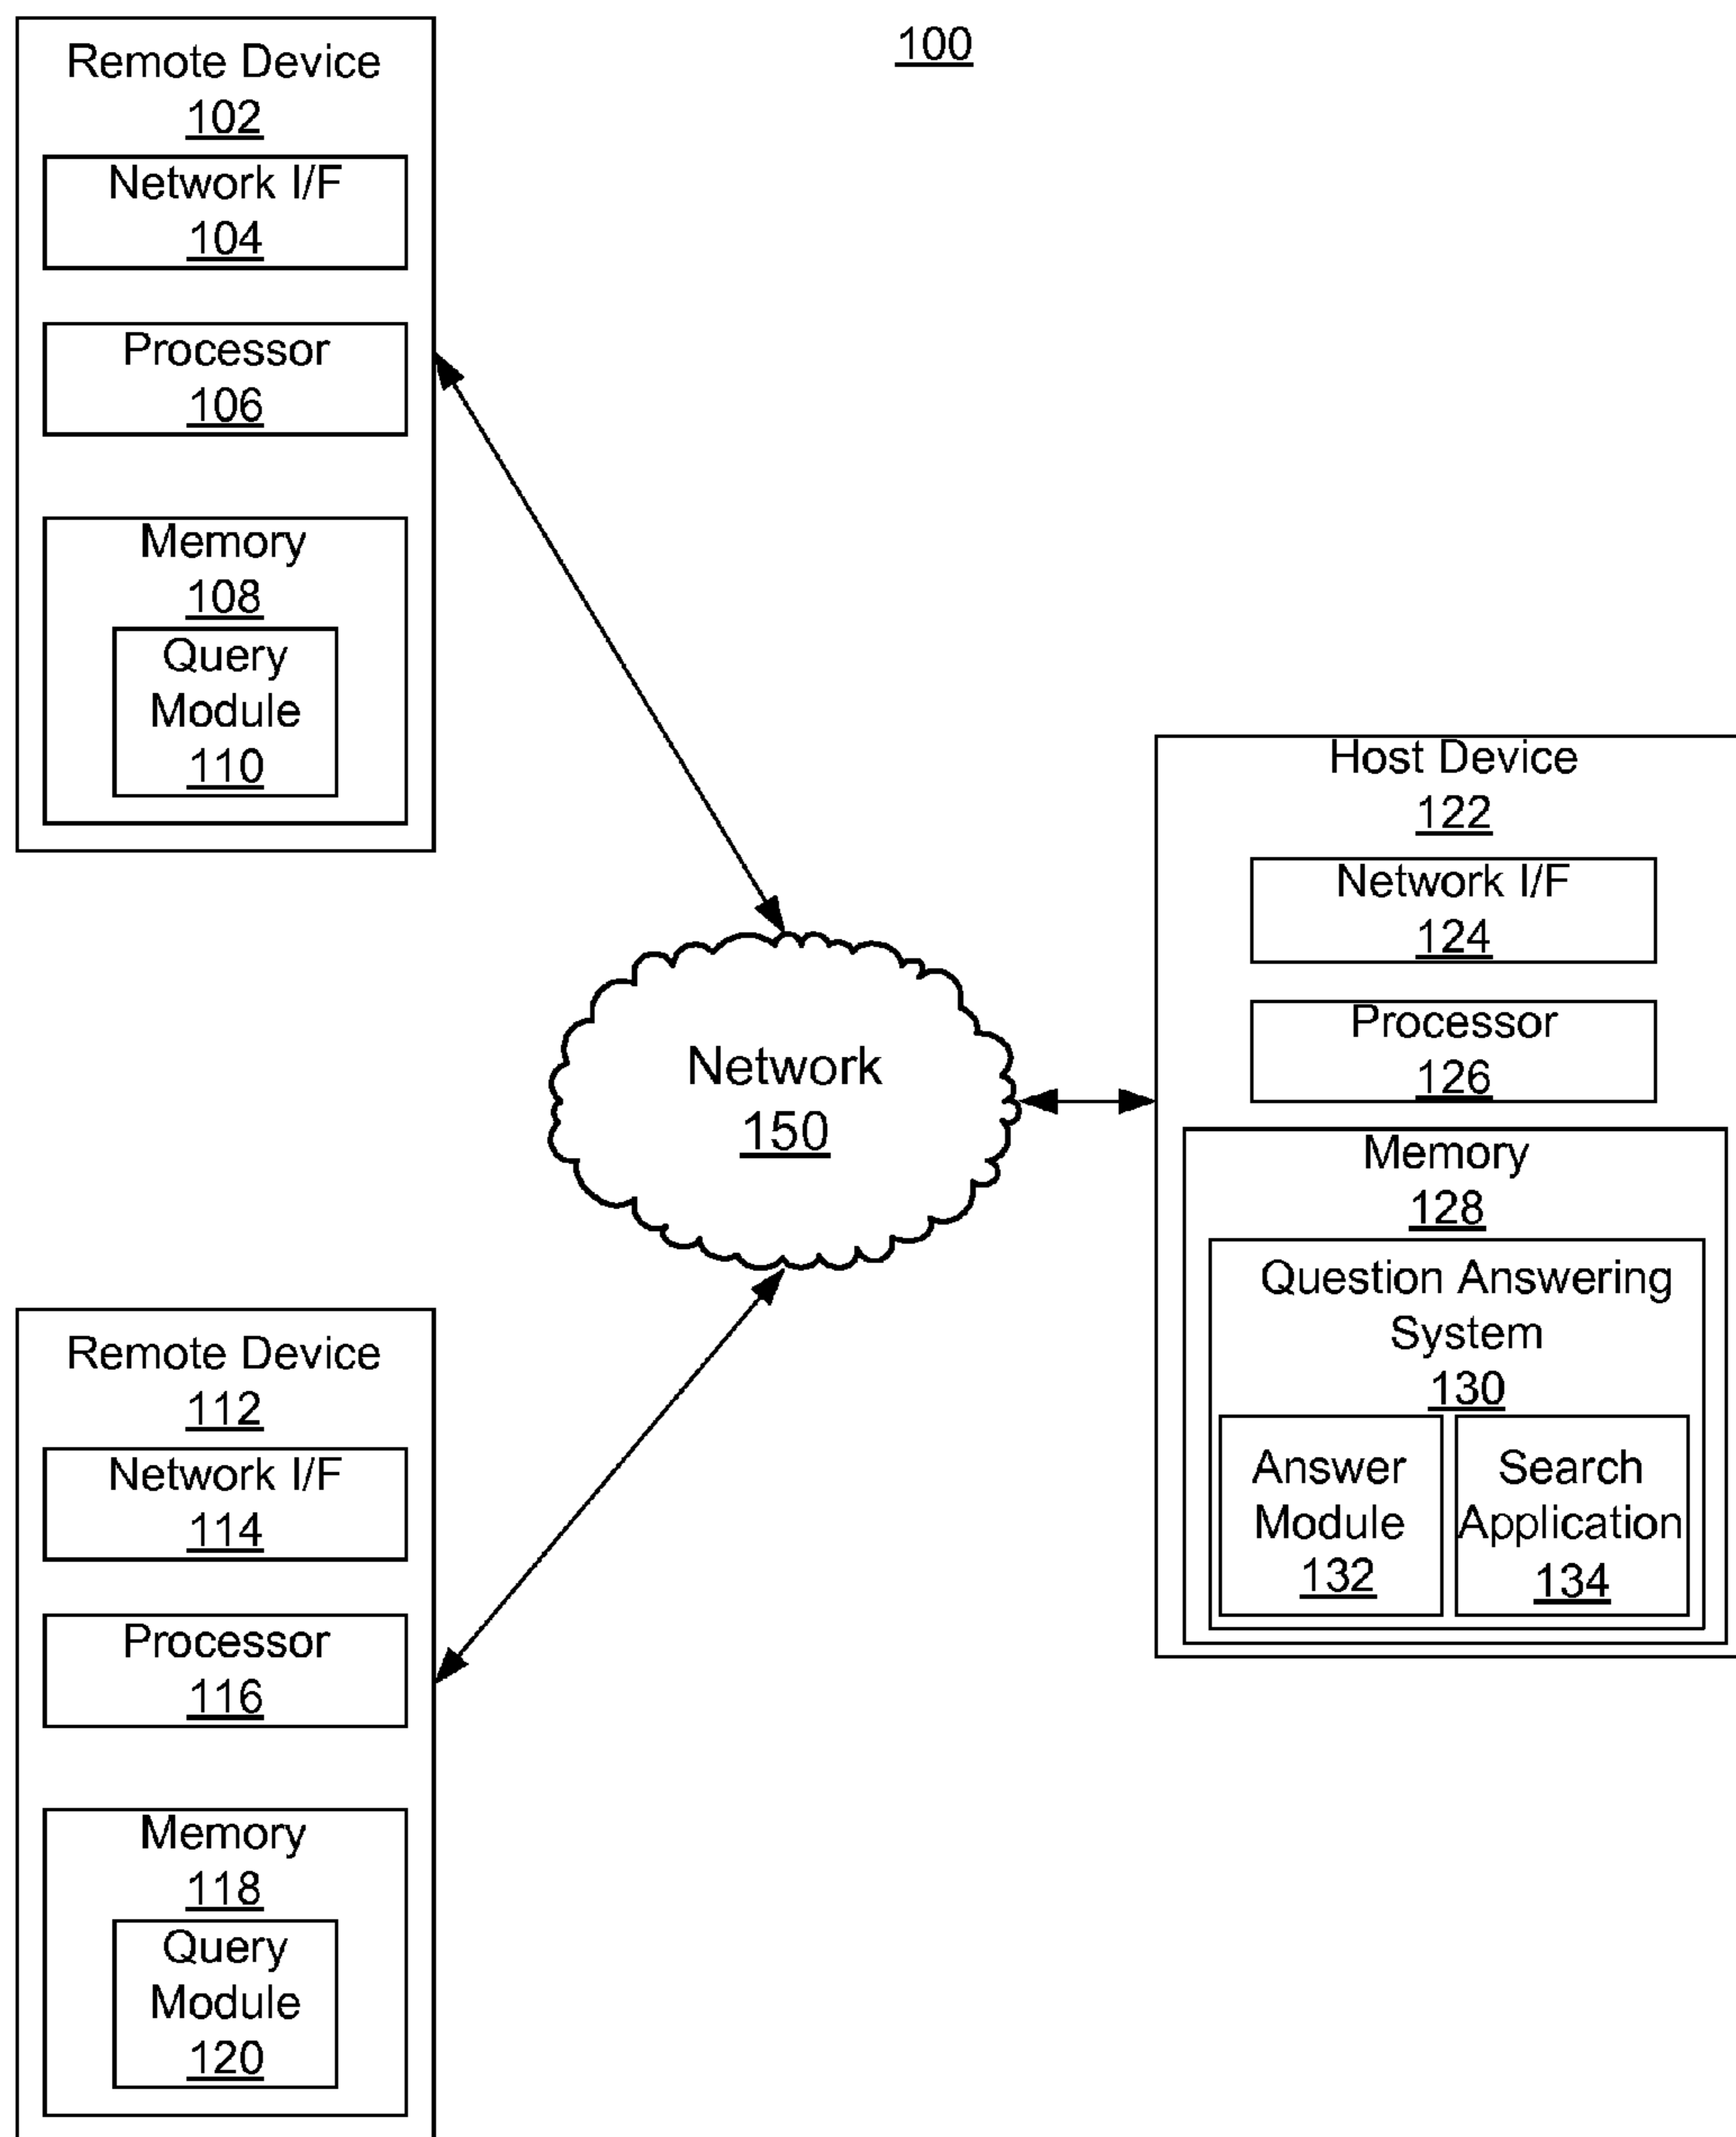 100
Remote Device
102
Network I/F
104
Processor
106
Memory
108
Query
Module
110
Network
150
Host Device
122
Network I/F
124
Processor
126
Memory
128
Question Answering
System
130
Answer
Module
132
Search
Application
134
Remote Device
112
Network I/F
114
Processor
116
Memory
118
Query
Module
120